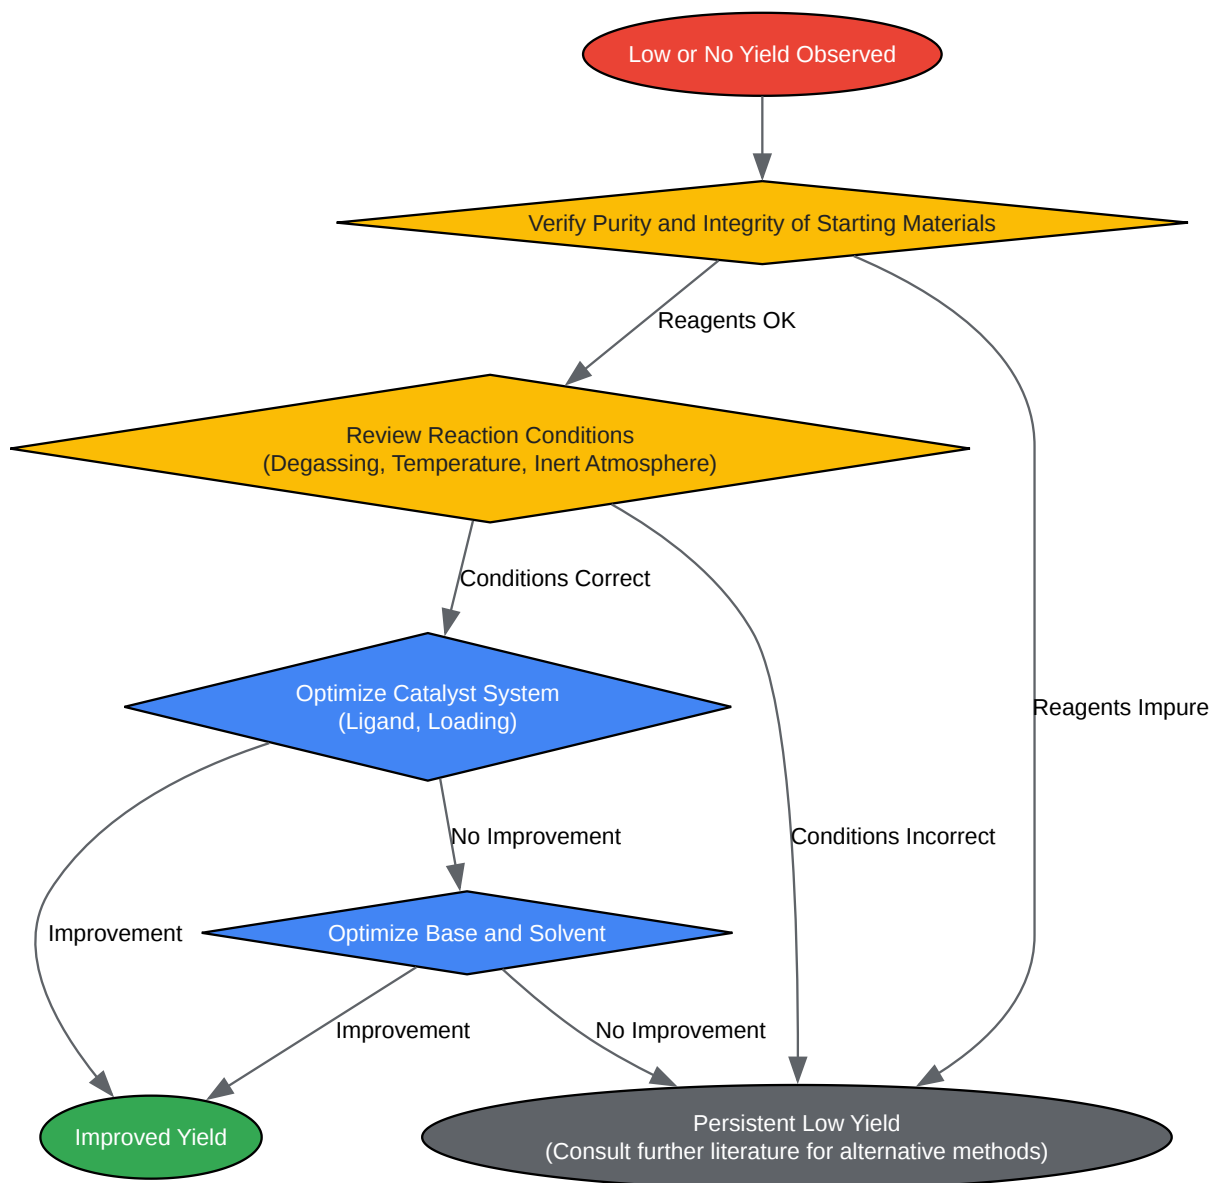 Low or No Yield Observed
Verify Purity and Integrity of Starting Materials
Reagents OK
Review Reaction Conditions
(Degassing, Temperature, Inert Atmosphere)
Conditions Correct
Optimize Catalyst System
(Ligand, Loading)
Reagents Impure
No Improvement
Conditions Incorrect
Improvement
Optimize Base and Solvent
Improvement
No Improvement
Improved Yield
Persistent Low Yield
(Consult further literature for alternative methods)